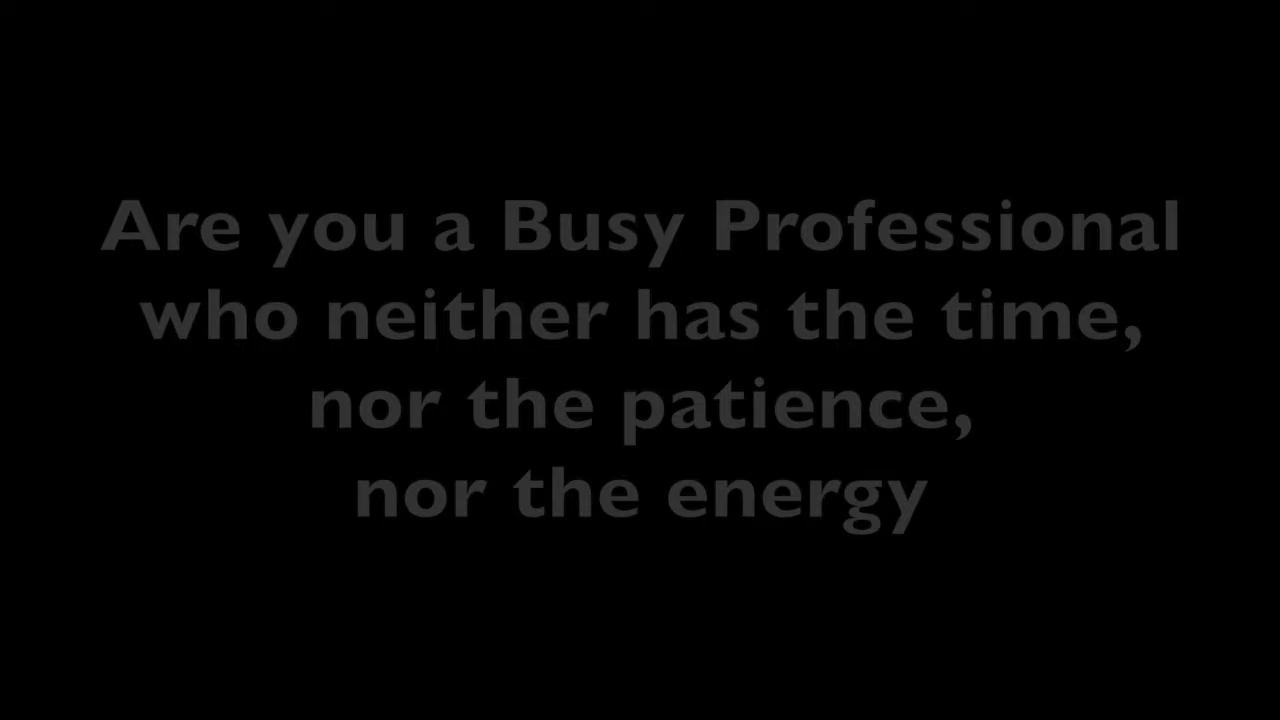 Are you a Busy Professional
who neither has the time,
nor the patience,
nor the energy